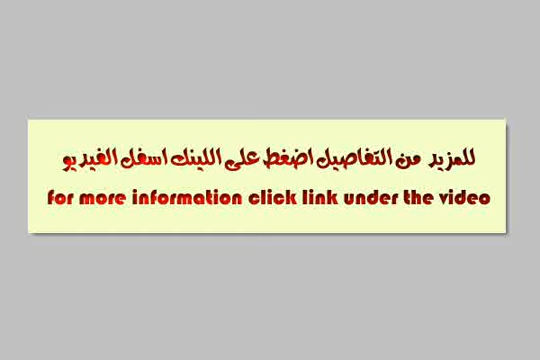 للمزيد من التفاصيل اضغط على اللينك اسفل الفيديو
for more information click link under the video